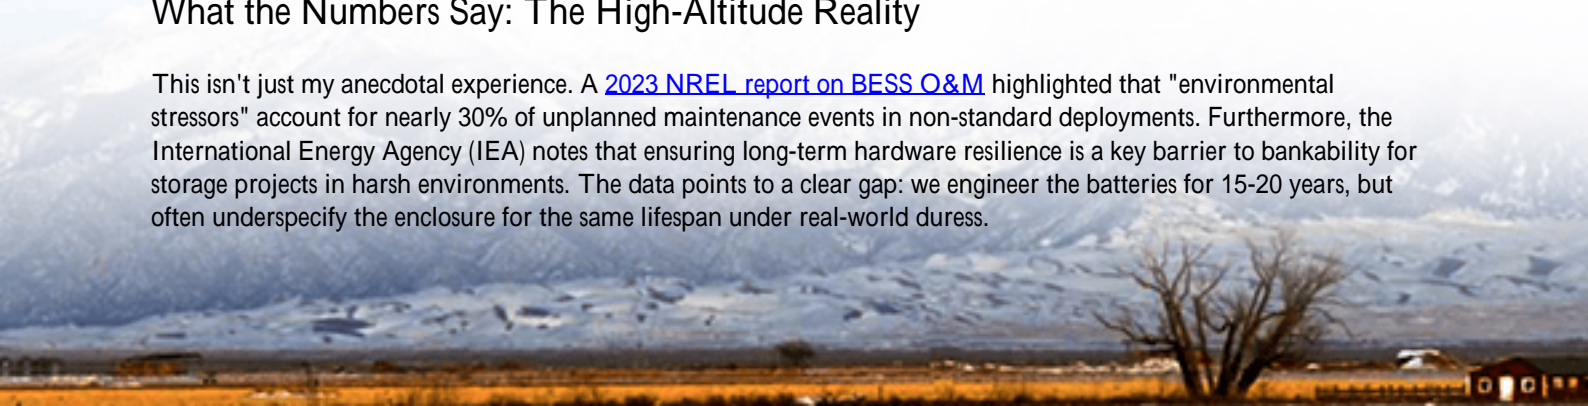 What the Numbers Say: The High-Altitude Reality
This isn't just my anecdotal experience. A 2023 NREL report on BESS O&M highlighted that "environmental
stressors" account for nearly 30% of unplanned maintenance events in non-standard deployments. Furthermore, the
International Energy Agency (IEA) notes that ensuring long-term hardware resilience is a key barrier to bankability for
storage projects in harsh environments. The data points to a clear gap: we engineer the batteries for 15-20 years, but
often underspecify the enclosure for the same lifespan under real-world duress.